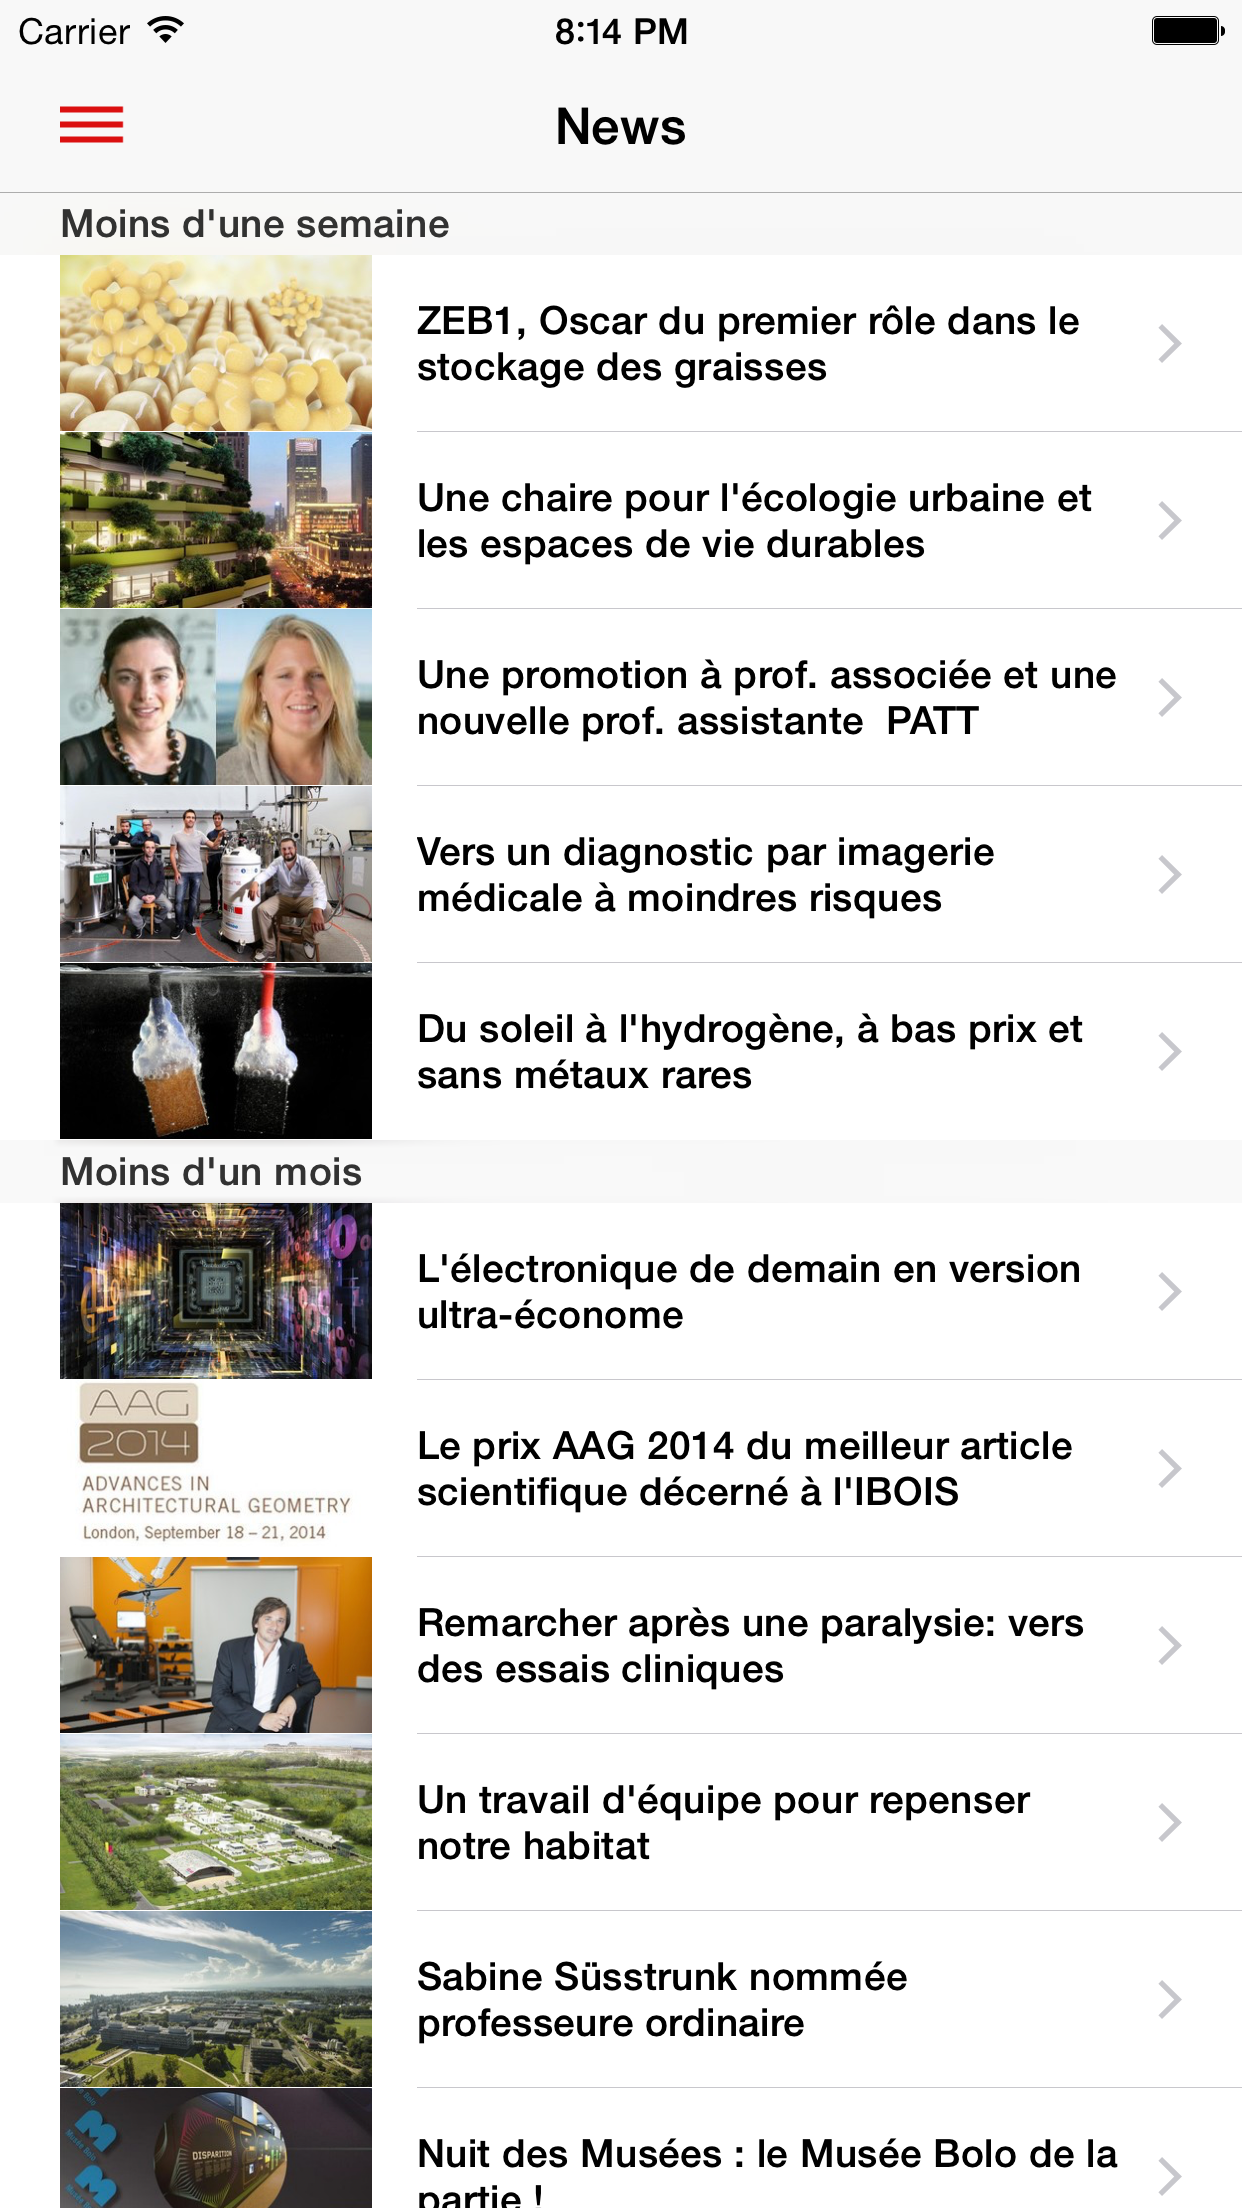 Carrier 8:14 PM
News
Moins d'une semaine
ZEB1, Oscar du premier rôle dans le
stockage des graisses
Une chaire pour l'écologie urbaine et
les espaces de vie durables
Une promotion à prof. associée et une
nouvelle prof. assistante  PATT
Vers un diagnostic par imagerie
médicale à moindres risques
Du soleil à l'hydrogène, à bas prix et
sans métaux rares
Moins d'un mois
L'électronique de demain en version
ultra-économe
AAG
2014
ADVANCES IN
ARCHITECTURAL GEOMETRY
London, September 18 – 21, 2014
Le prix AAG 2014 du meilleur article
scientifique décerné à l'IBOIS
Remarcher après une paralysie: vers
des essais cliniques
Un travail d'équipe pour repenser
notre habitat
Sabine Süsstrunk nommée
professeure ordinaire
DISPARITION
Nuit des Musées : le Musée Bolo de la
partie !